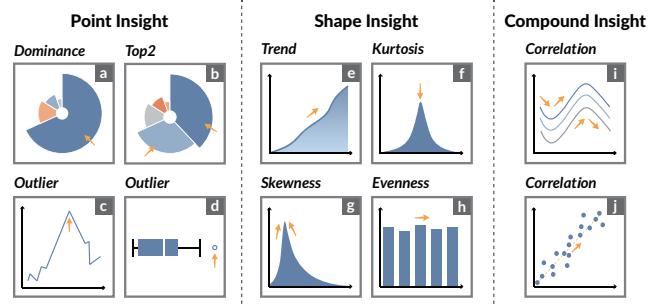 Point Insight
Shape Insight
Compound Insight
Dominance
Top2
Trend
Kurtosis
Correlation
a
b
e
f
i
Outlier
Outlier
Skewness
Evenness
Correlation
c
d
g
h
j